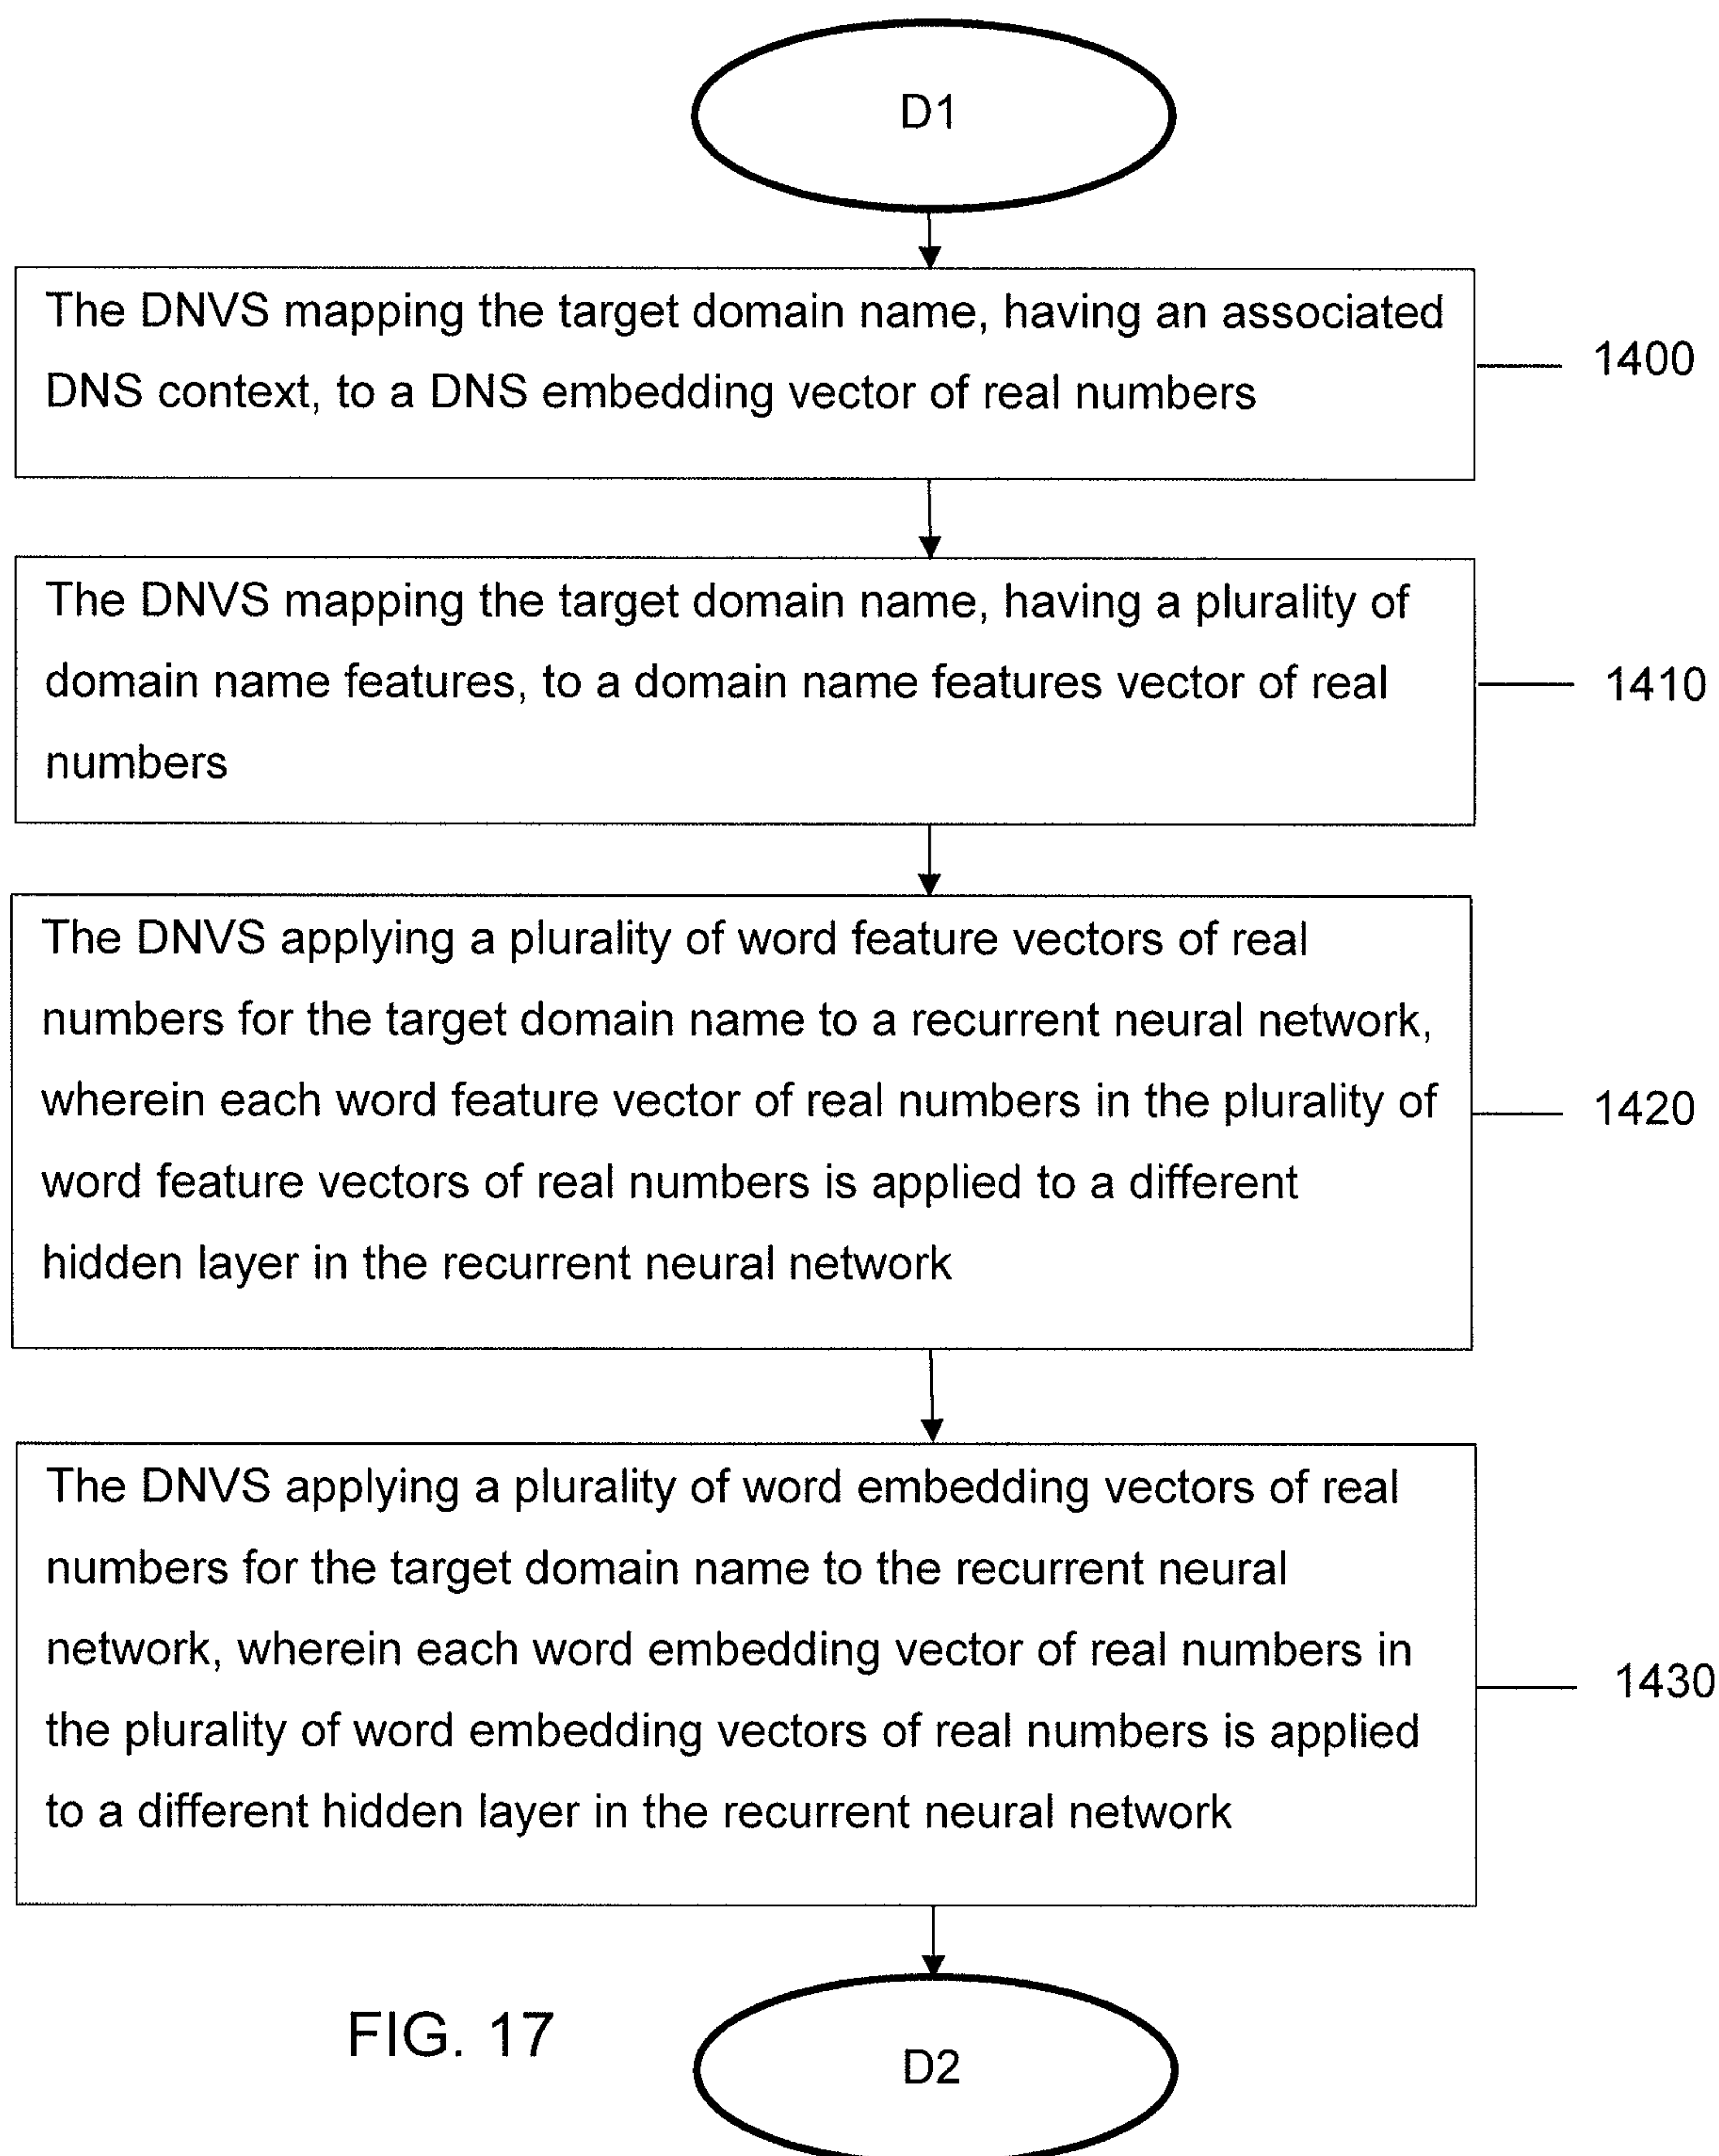 D1
The DNVS mapping the target domain name, having an associated
DNS context, to a DNS embedding vector of real numbers
1400
The DNVS mapping the target domain name, having a plurality of
domain name features, to a domain name features vector of real
numbers
1410
The DNVS applying a plurality of word feature vectors of real
numbers for the target domain name to a recurrent neural network,
wherein each word feature vector of real numbers in the plurality of
word feature vectors of real numbers is applied to a different
hidden layer in the recurrent neural network
1420
The DNVS applying a plurality of word embedding vectors of real
numbers for the target domain name to the recurrent neural
network, wherein each word embedding vector of real numbers in
the plurality of word embedding vectors of real numbers is applied
to a different hidden layer in the recurrent neural network
1430
FIG. 17
D2